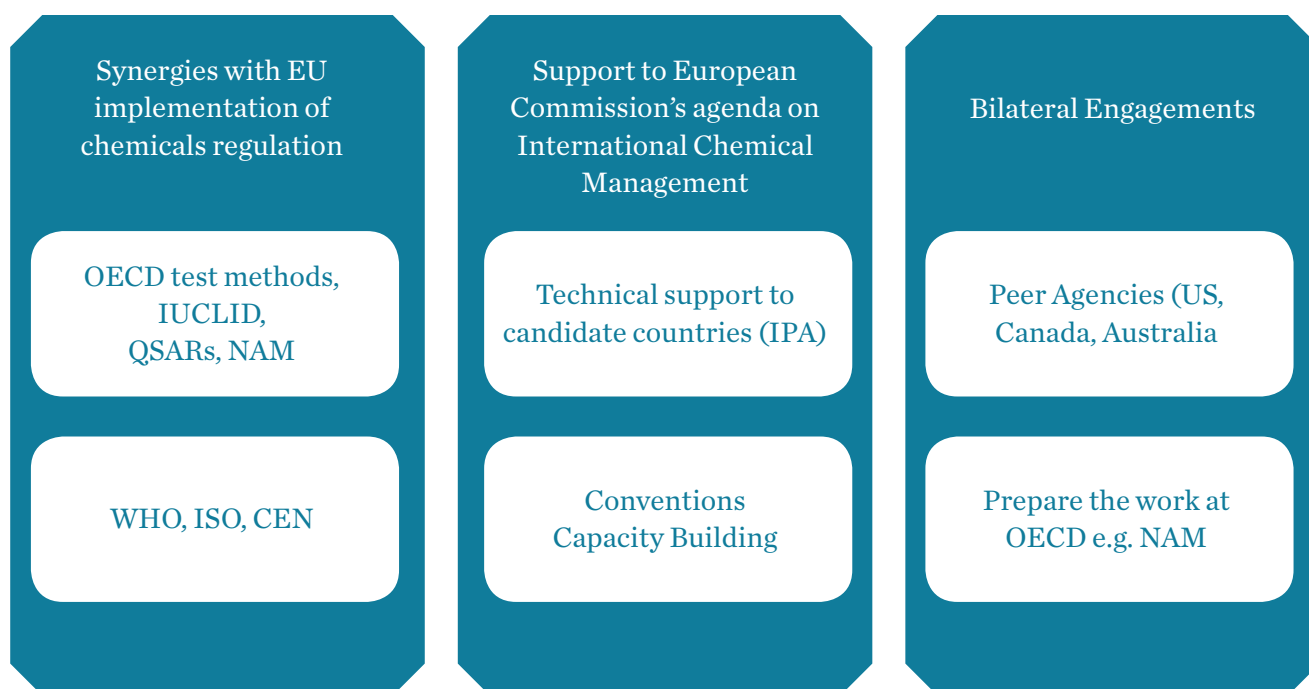 Synergies with EU
implementation of
chemicals regulation
OECD test methods,
IUCLID,
QSARs, NAM
WHO, ISO, CEN
Support to European
Commission’s agenda on
International Chemical
Management
Technical support to
candidate countries (IPA)
Conventions
Capacity Building
Bilateral Engagements
Peer Agencies (US,
Canada, Australia
Prepare the work at
OECD e.g. NAM